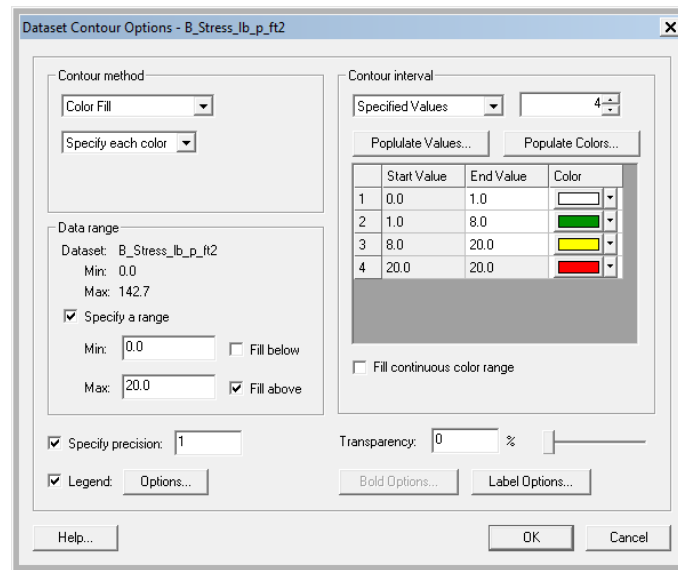 Dataset Contour Options - B_Stress_lb_p_ft2
Contour method
Color Fill
Specify each color
Data range
Dataset: B_Stress_lb_p_ft2
Min: 0.0
Max: 142.7
Specify a range
Min: 0.0 Fill below
Max: 20.0 Fill above
Contour interval
Specified Values 4
Poplulate Values... Populate Colors...
Start Value End Value Color
1 0.0 1.0
2 1.0 8.0
3 8.0 20.0
4 20.0 20.0
Fill continuous color range
Specify precision: 1
Transparency: 0 %
Legend: Options...
Bold Options... Label Options...
Help... OK Cancel